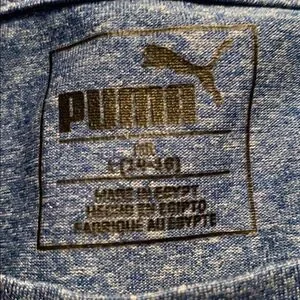 PUMA
L (14-16)
MADE IN EGYPT
HECHO EN EGIPTO
FABRIQUE AU EGYPTE